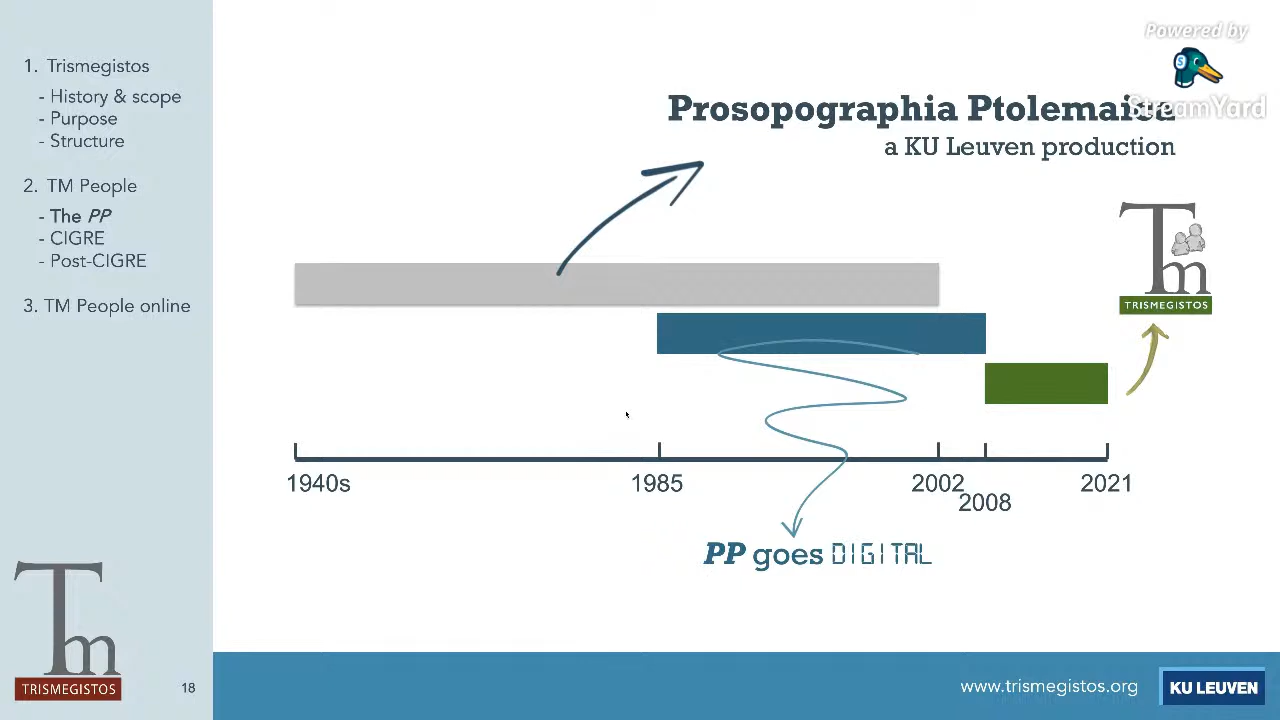 1. Trismegistos
- History & scope
- Purpose
- Structure
2. TM People
- The PP
- CIGRE
- Post-CIGRE
3. TM People online
Powered by
StreamYard
Prosopographia Ptolemaica
a KU Leuven production
Tm
TRISMEGISTOS
1940s
1985
2002
2008
2021
PP goes DIGITAL
Tm
TRISMEGISTOS
18
www.trismegistos.org
KU LEUVEN